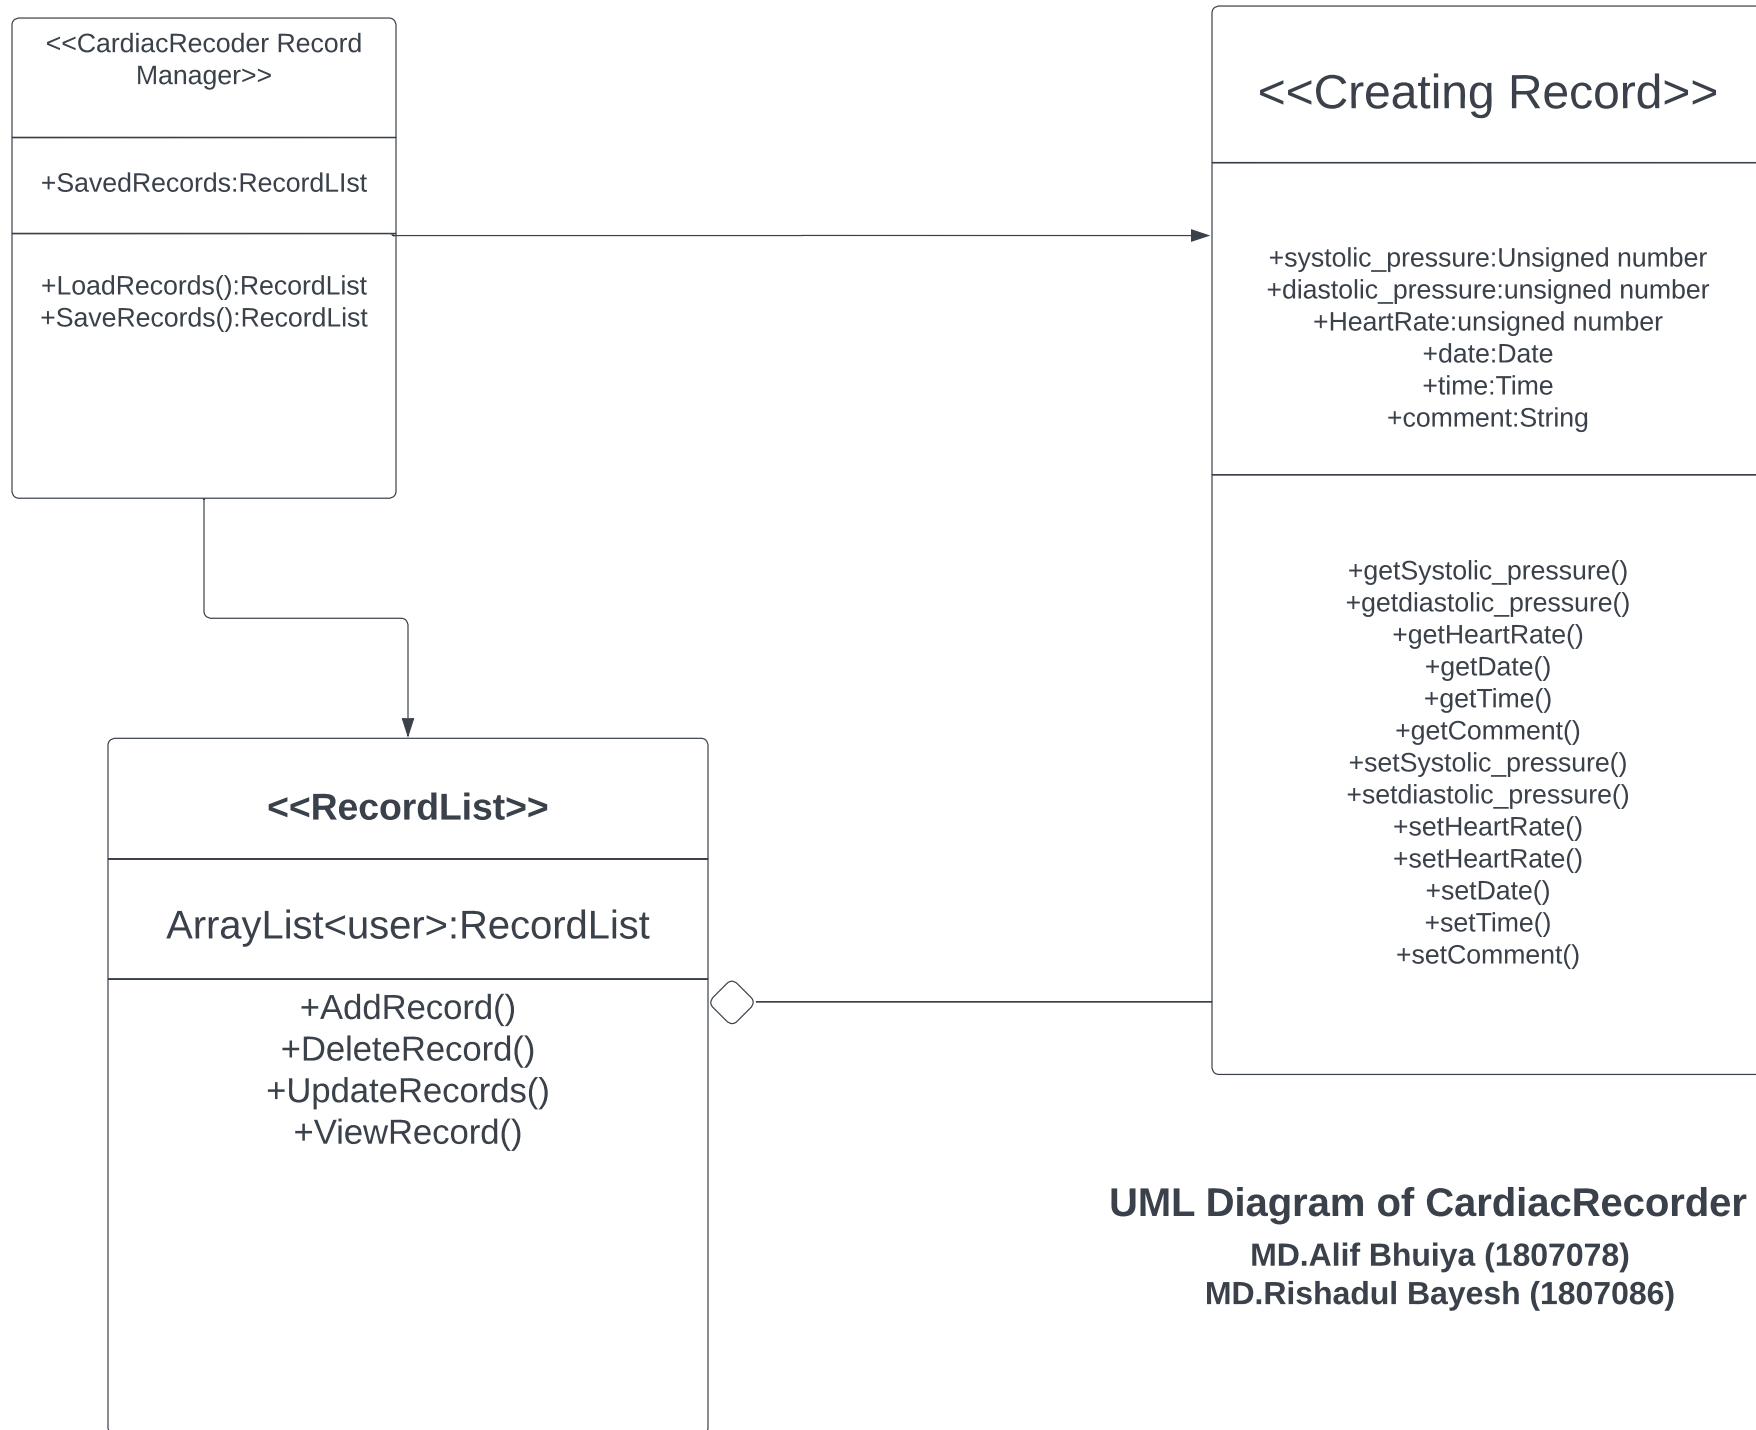 <<CardiacRecoder Record
Manager>>
+SavedRecords:RecordLIst
+LoadRecords():RecordList
+SaveRecords():RecordList
<<Creating Record>>
+systolic_pressure:Unsigned number
+diastolic_pressure:unsigned number
+HeartRate:unsigned number
+date:Date
+time:Time
+comment:String
+getSystolic_pressure()
+getdiastolic_pressure()
+getHeartRate()
+getDate()
+getTime()
+getComment()
+setSystolic_pressure()
+setdiastolic_pressure()
+setHeartRate()
+setHeartRate()
+setDate()
+setTime()
+setComment()
<<RecordList>>
ArrayList<user>:RecordList
+AddRecord()
+DeleteRecord()
+UpdateRecords()
+ViewRecord()
UML Diagram of CardiacRecorder
MD.Alif Bhuiya (1807078)
MD.Rishadul Bayesh (1807086)